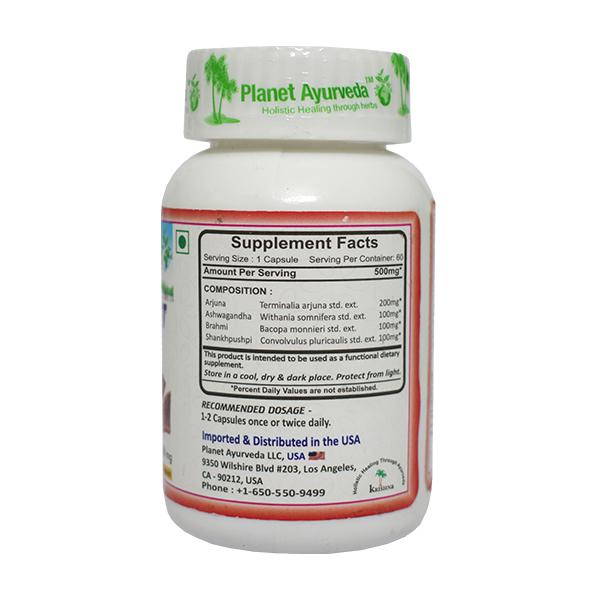 Planet Ayurveda™
Holistic Healing through herbs
Supplement Facts
Serving Size : 1 Capsule Serving Per Container: 60
Amount Per Serving 500mg*
COMPOSITION :
Arjuna Terminalia arjuna std. ext. 200mg*
Ashwagandha Withania somnifera std. ext. 100mg*
Brahmi Bacopa monnieri std. ext. 100mg*
Shankhpushpi Convolvulus pluricaulis std. ext. 100mg*
This product is intended to be used as a functional dietary
supplement.
Store in a cool, dry & dark place. Protect from light.
*Percent Daily Values are not established.
RECOMMENDED DOSAGE -
1-2 Capsules once or twice daily.
Imported & Distributed in the USA
Planet Ayurveda LLC, USA
9350 Wilshire Blvd #203, Los Angeles,
CA - 90212, USA
Phone : +1-650-550-9499
Holistic Healing Through Ayurveda
mg